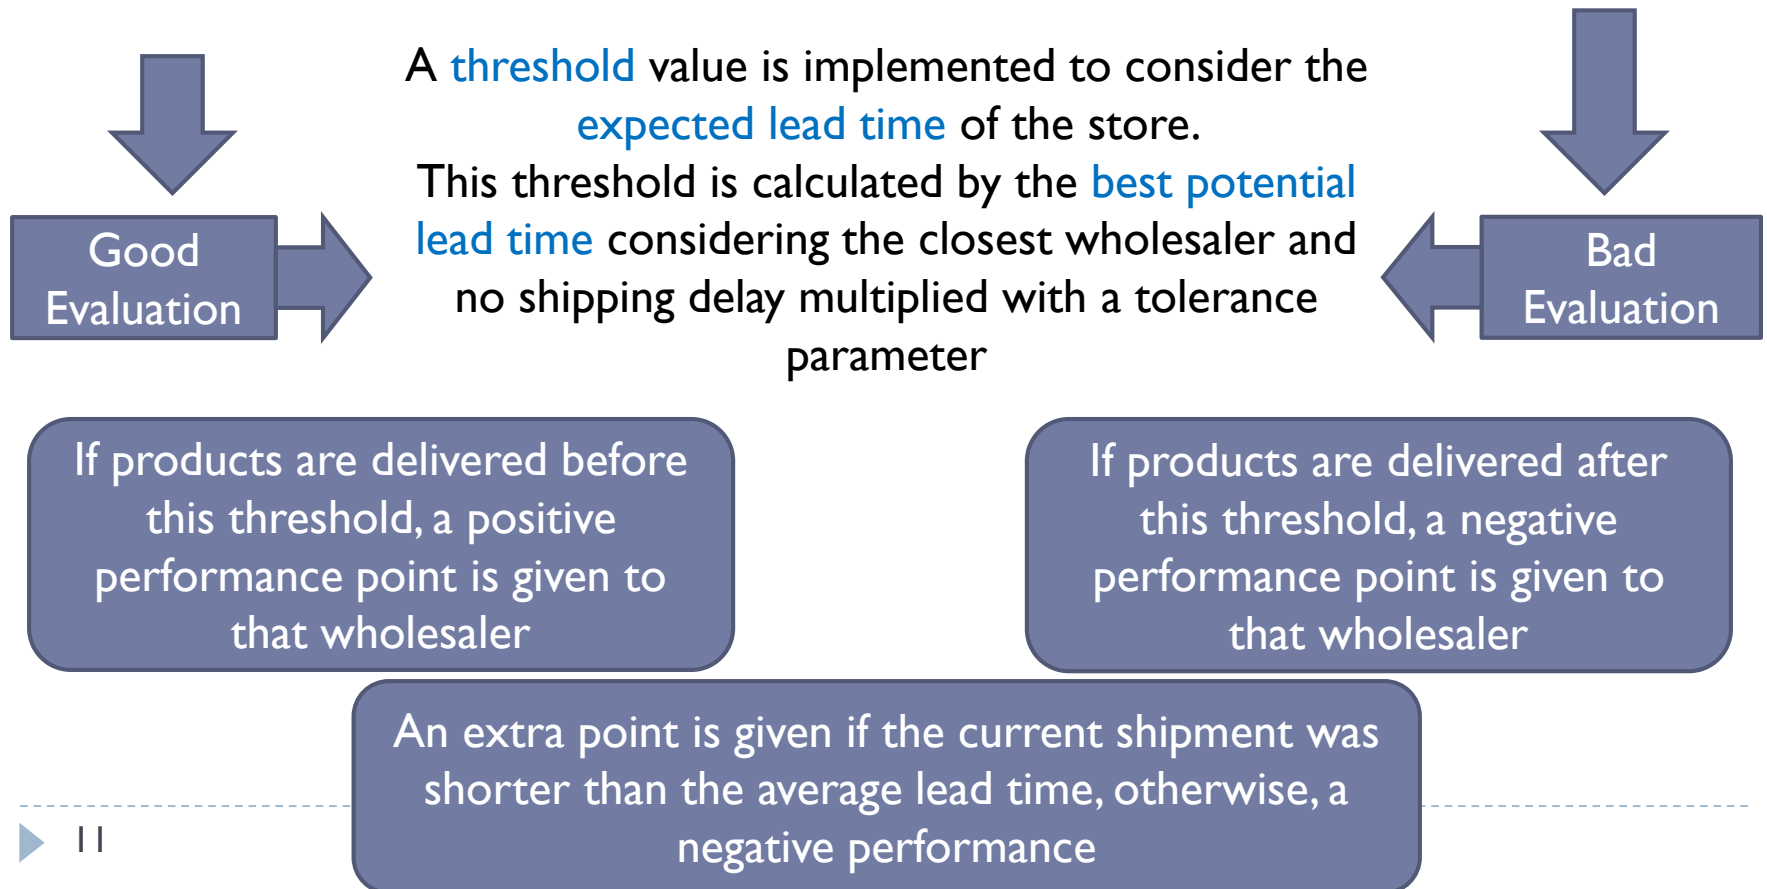 A threshold value is implemented to consider the
expected lead time of the store.
This threshold is calculated by the best potential
lead time considering the closest wholesaler and
no shipping delay multiplied with a tolerance
parameter
Good
Evaluation
Bad
Evaluation
If products are delivered before
this threshold, a positive
performance point is given to
that wholesaler
If products are delivered after
this threshold, a negative
performance point is given to
that wholesaler
An extra point is given if the current shipment was
shorter than the average lead time, otherwise, a
negative performance
11